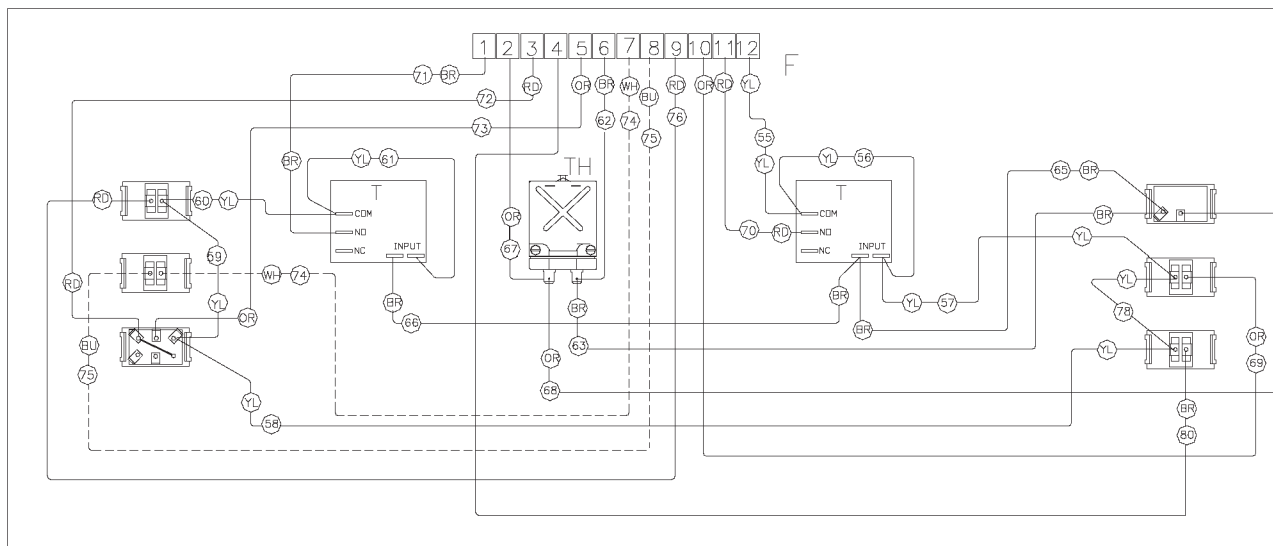 1 2 3 4 5 6 7 8 9 10 11 12
F
71 BR
72
RD
73
OR
BR
WH
BU
RD
OR
RD
YL
62
74
75
76
55
BR
YL 61
TH
YL
YL 56
65 BR
RD
60 YL
T
COM
NO
NC
INPUT
OR
67
70 RD
T
COM
NO
NC
INPUT
BR
59
YL
WH 74
RD
YL
OR
BU
75
BR
66
BR
63
OR
68
BR
BR
YL 57
YL
YL
78
YL
OR
69
BR
80
YL
58